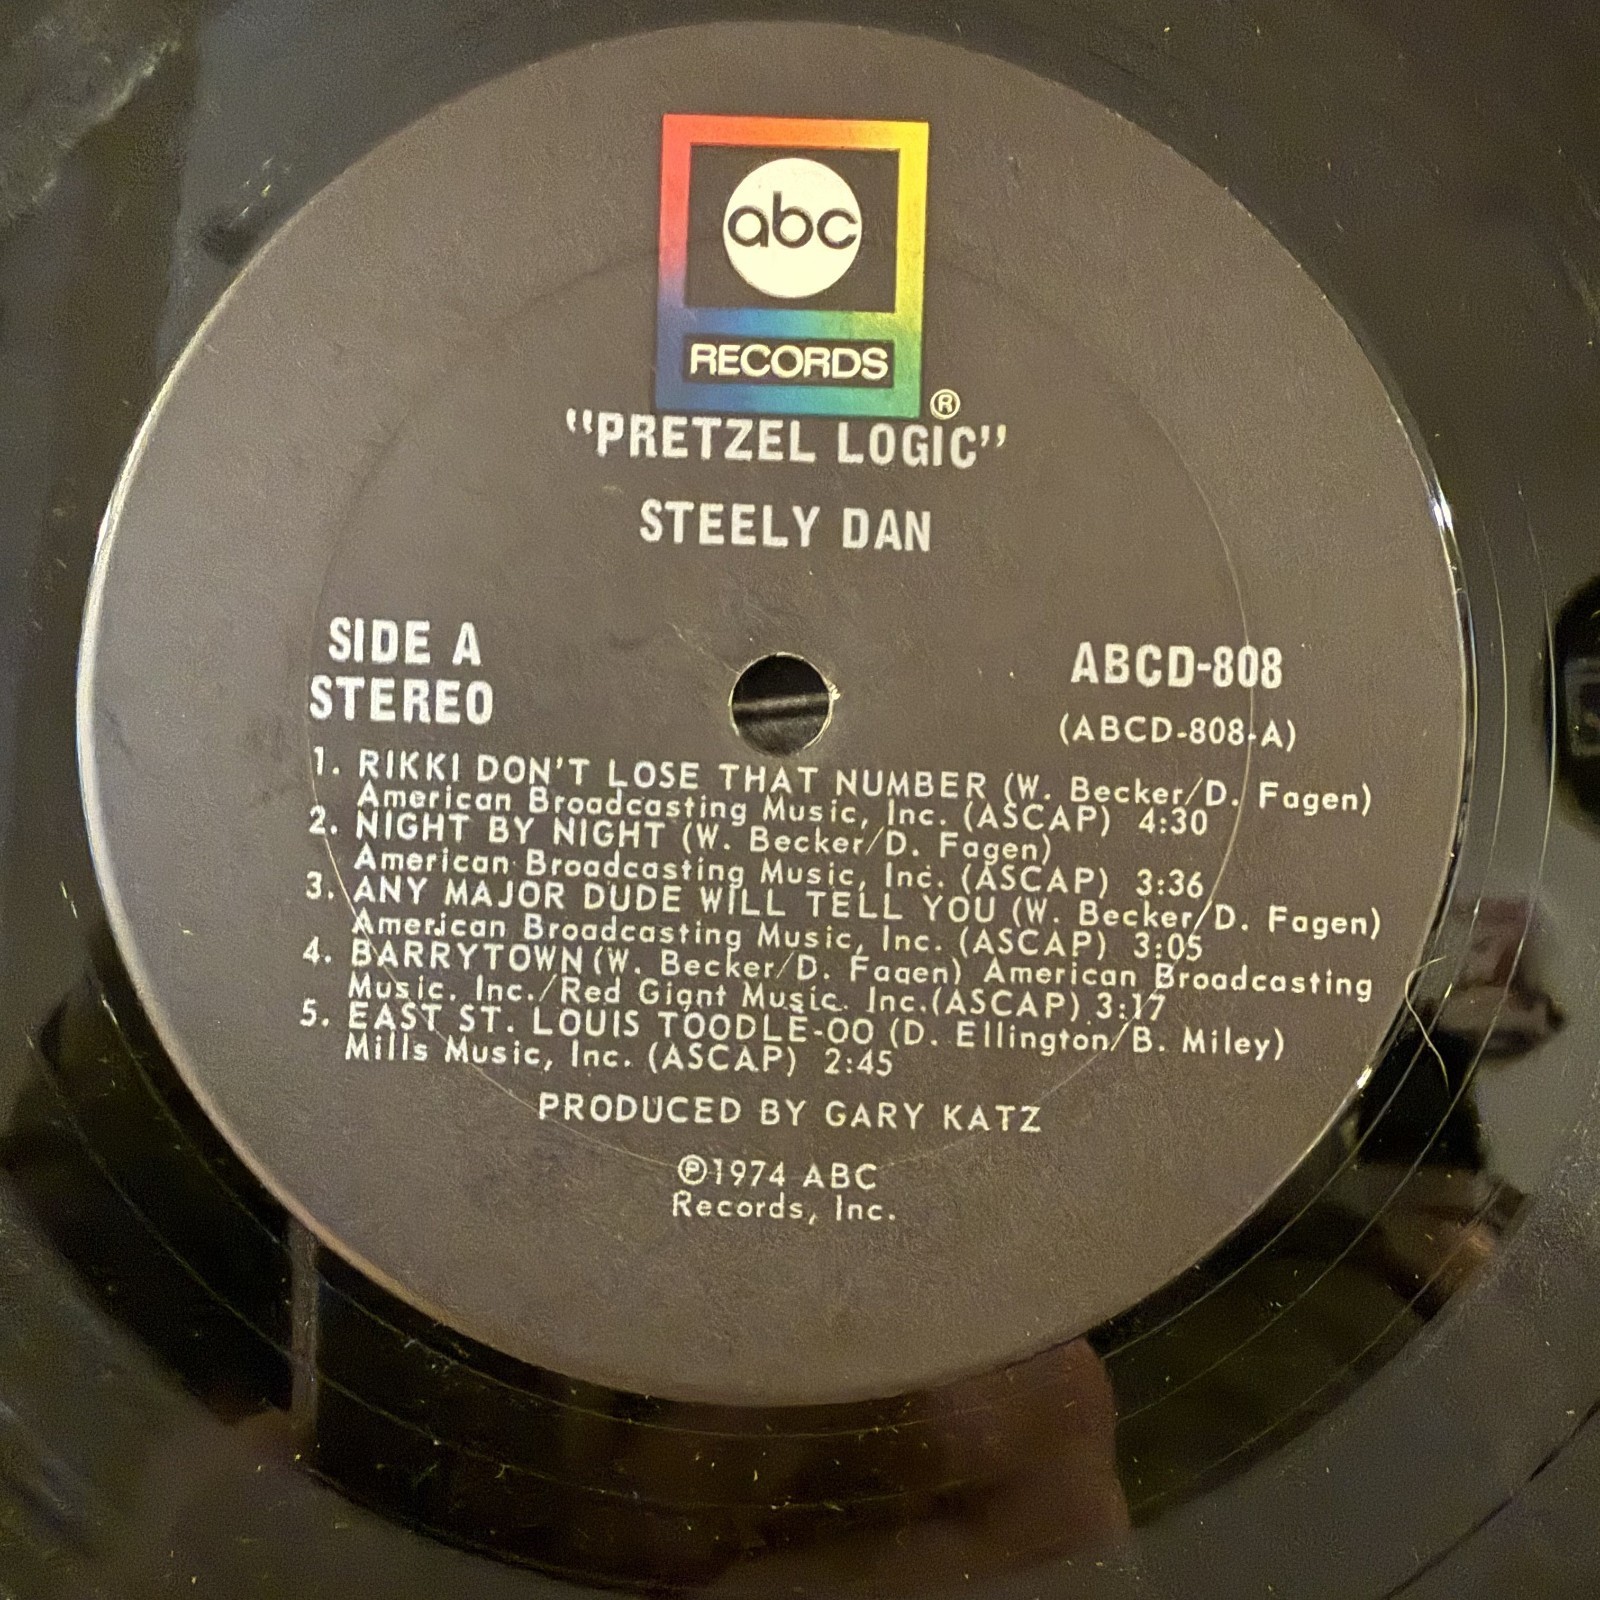 abc
RECORDS
®
"PRETZEL LOGIC"
STEELY DAN
SIDE A
STEREO
ABCD-808
(ABCD-808-A)
1. RIKKI DON'T LOSE THAT NUMBER (W. Becker/D. Fagen)
American Broadcasting Music, Inc. (ASCAP) 4:30
2. NIGHT BY NIGHT (W. Becker/D. Fagen)
American Broadcasting Music, Inc. (ASCAP) 3:36
3. ANY MAJOR DUDE WILL TELL YOU (W. Becker/D. Fagen)
American Broadcasting Music, Inc. (ASCAP) 3:05
4. BARRYTOWN (W. Becker/D. Fagen) American Broadcasting
Music. Inc./Red Giant Music. Inc.(ASCAP) 3:17
5. EAST ST. LOUIS TOODLE-OO (D. Ellington/B. Miley)
Mills Music, Inc. (ASCAP) 2:45
PRODUCED BY GARY KATZ
℗1974 ABC
Records, Inc.